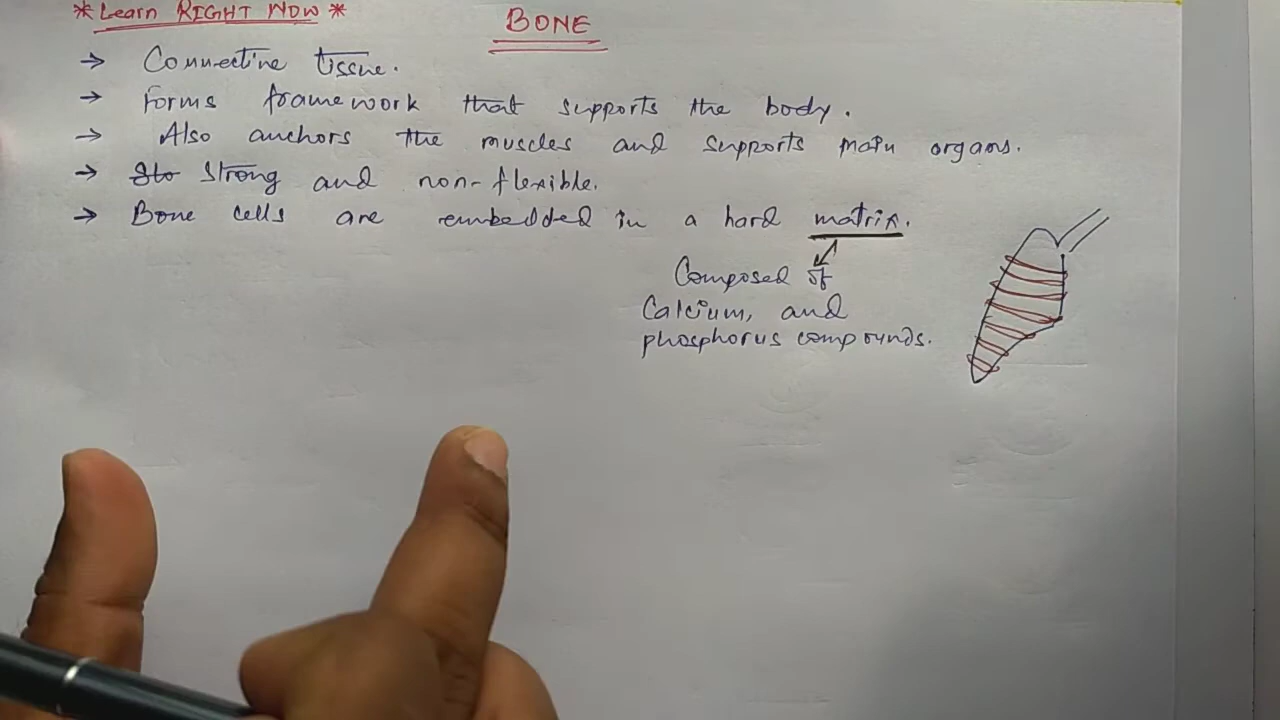 *Learn RIGHT NOW*
BONE
→ Connective tissue.
→ Forms framework that supports the body.
→ Also anchors the muscles and supports main organs.
→ Sto Strong and non-flexible.
→ Bone cells are embedded in a hard matrix.
Composed of
Calcium, and
phosphorus compounds.